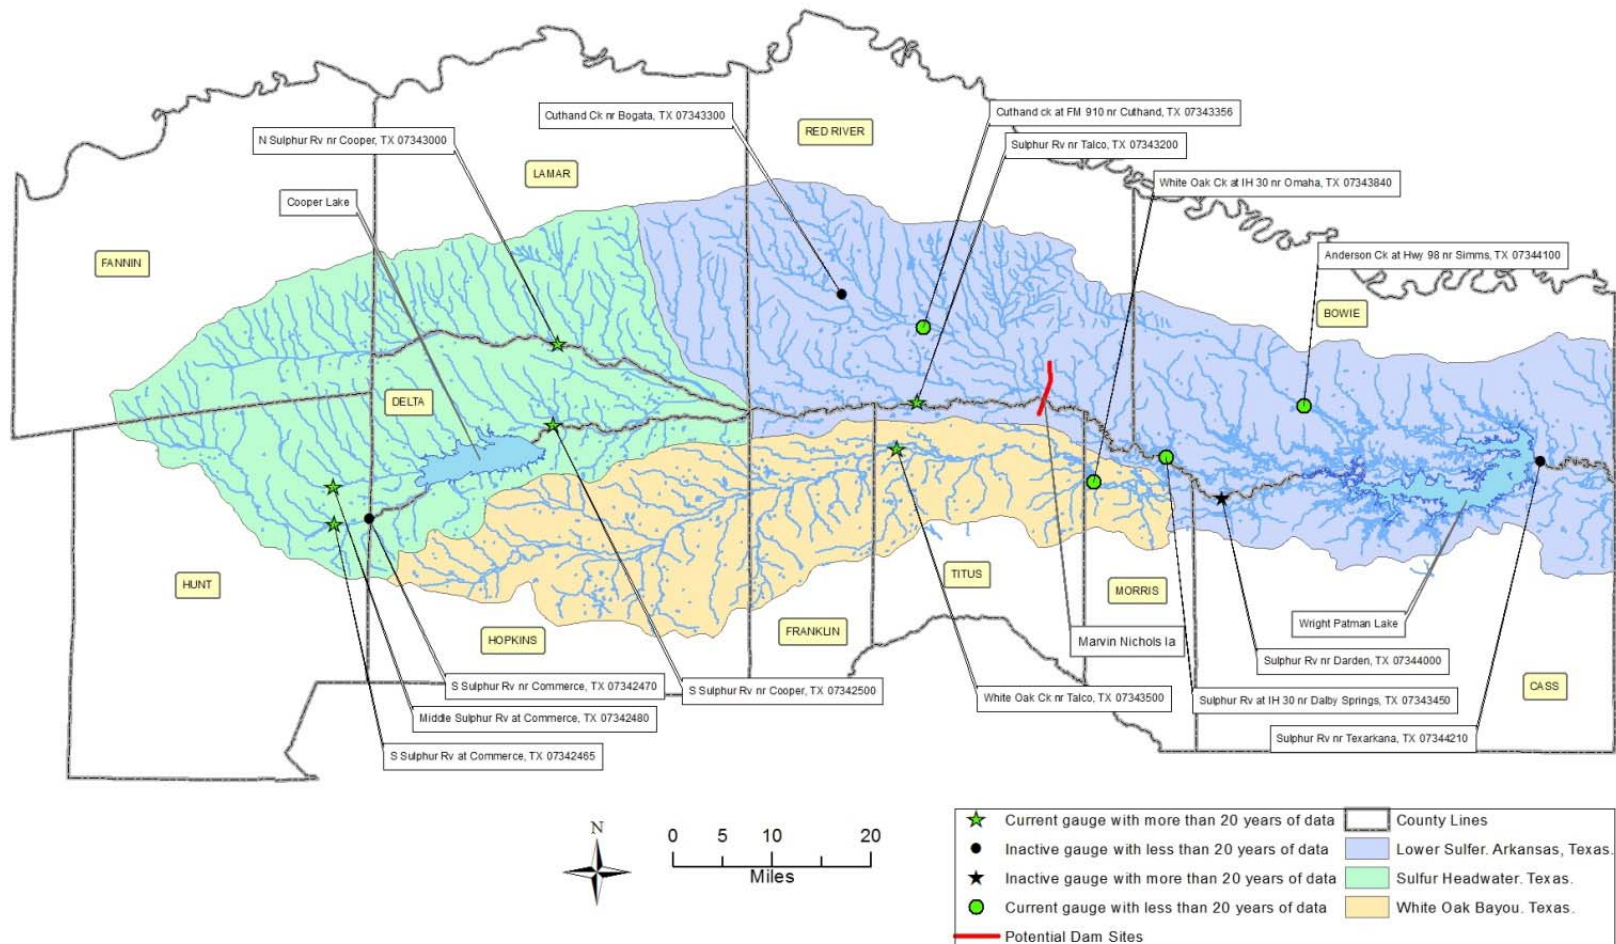 Cuthand Ck nr Bogata, TX 07343300
Cuthand ck at FM 910 nr Cuthand, TX 07343356
RED RIVER
N Sulphur Rv nr Cooper, TX 07343000
Sulphur Rv nr Talco, TX 07343200
LAMAR
White Oak Ck at IH 30 nr Omaha, TX 07343840
Cooper Lake
FANNIN
Anderson Ck at Hwy 98 nr Simms, TX 07344100
BOWIE
DELTA
HUNT
TITUS
MORRIS
HOPKINS
FRANKLIN
Marvin Nichols Ia
Wright Patman Lake
Sulphur Rv nr Darden, TX 07344000
S Sulphur Rv nr Commerce, TX 07342470
S Sulphur Rv nr Cooper, TX 07342500
White Oak Ck nr Talco, TX 07343500
Sulphur Rv at IH 30 nr Dalby Springs, TX 07343450
CASS
Middle Sulphur Rv at Commerce, TX 07342480
Sulphur Rv nr Texarkana, TX 07344210
S Sulphur Rv at Commerce, TX 07342465
N
0 5 10 20
Miles
Current gauge with more than 20 years of data
Inactive gauge with less than 20 years of data
Inactive gauge with more than 20 years of data
Current gauge with less than 20 years of data
Potential Dam Sites
County Lines
Lower Sulfer. Arkansas, Texas.
Sulfur Headwater. Texas.
White Oak Bayou. Texas.